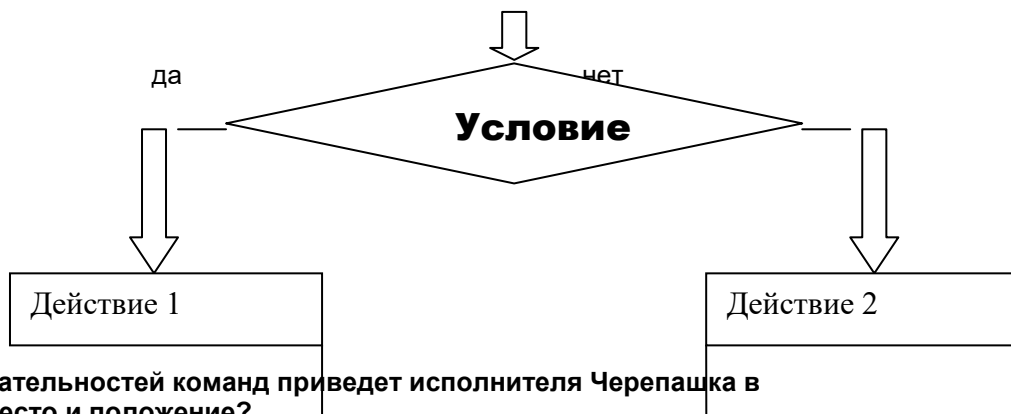 да нет
Условие
Действие 1 Действие 2
ательностей команд приведет исполнителя Черепашка в
есто и положение?